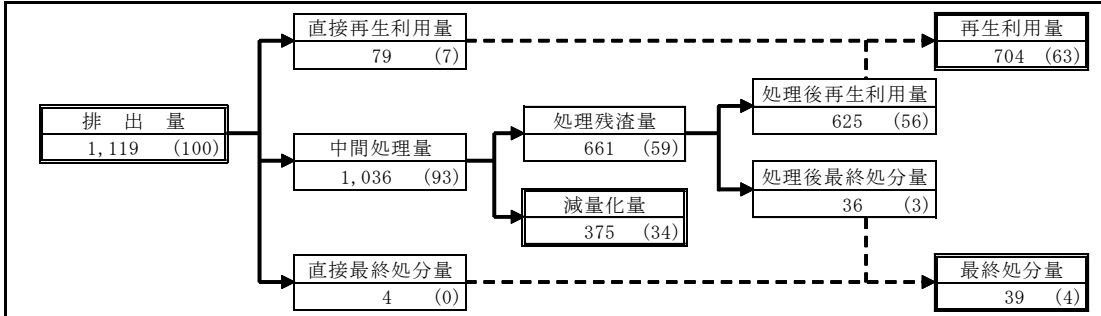 直接再生利用量
79 (7)
再生利用量
704 (63)
処理後再生利用量
625 (56)
排出量
1,119 (100)
処理残渣量
661 (59)
中間処理量
1,036 (93)
処理後最終処分量
36 (3)
減量化量
375 (34)
直接最終処分量
4 (0)
最終処分量
39 (4)